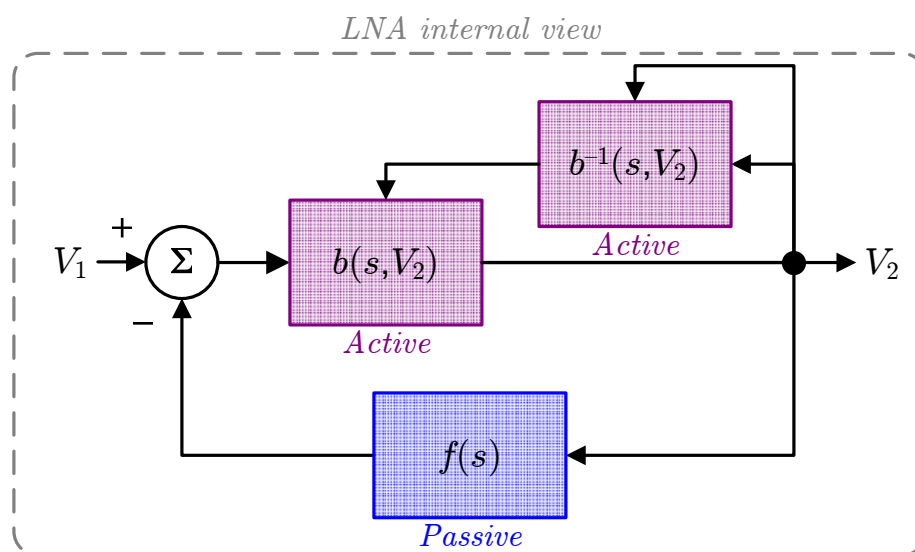 LNA internal view
b⁻¹(s,V₂)
Active
+
V₁
Σ
b(s,V₂)
V₂
−
Active
f(s)
Passive